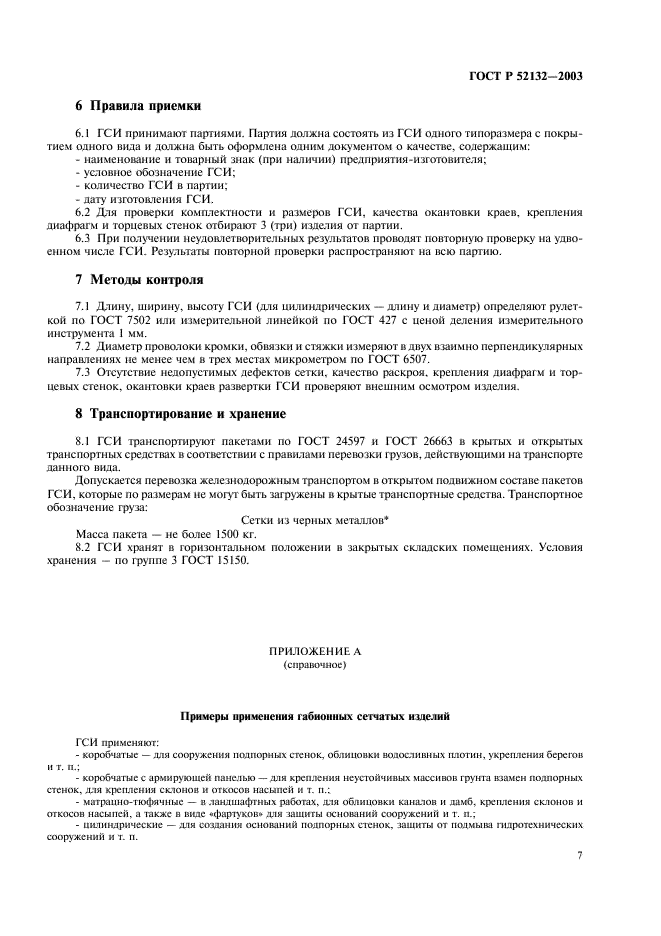 ГОСТ Р 52132—2003
6 Правила приемки
6.1 ГСИ принимают партиями. Партия должна состоять из ГСИ одного типоразмера с покры-
тием одного вида и должна быть оформлена одним документом о качестве, содержащим:
- наименование и товарный знак (при наличии) предприятия-изготовителя;
- условное обозначение ГСИ;
- количество ГСИ в партии;
- дату изготовления ГСИ.
6.2 Для проверки комплектности и размеров ГСИ, качества окантовки краев, крепления
диафрагм и торцевых стенок отбирают 3 (три) изделия от партии.
6.3 При получении неудовлетворительных результатов проводят повторную проверку на удво-
енном числе ГСИ. Результаты повторной проверки распространяют на всю партию.
7 Методы контроля
7.1 Длину, ширину, высоту ГСИ (для цилиндрических — длину и диаметр) определяют рулет-
кой по ГОСТ 7502 или измерительной линейкой по ГОСТ 427 с ценой деления измерительного
инструмента 1 мм.
7.2 Диаметр проволоки кромки, обвязки и стяжки измеряют в двух взаимно перпендикулярных
направлениях не менее чем в трех местах микрометром по ГОСТ 6507.
7.3 Отсутствие недопустимых дефектов сетки, качество раскроя, крепления диафрагм и тор-
цевых стенок, окантовки краев развертки ГСИ проверяют внешним осмотром изделия.
8 Транспортирование и хранение
8.1 ГСИ транспортируют пакетами по ГОСТ 24597 и ГОСТ 26663 в крытых и открытых
транспортных средствах в соответствии с правилами перевозки грузов, действующими на транспорте
данного вида.
Допускается перевозка железнодорожным транспортом в открытом подвижном составе пакетов
ГСИ, которые по размерам не могут быть загружены в крытые транспортные средства. Транспортное
обозначение груза:
Сетки из черных металлов*
Масса пакета — не более 1500 кг.
8.2 ГСИ хранят в горизонтальном положении в закрытых складских помещениях. Условия
хранения — по группе 3 ГОСТ 15150.
ПРИЛОЖЕНИЕ А
(справочное)
Примеры применения габионных сетчатых изделий
ГСИ применяют:
- коробчатые — для сооружения подпорных стенок, облицовки водосливных плотин, укрепления берегов
и т. п.;
- коробчатые с армирующей панелью — для крепления неустойчивых массивов грунта взамен подпорных
стенок, для крепления склонов и откосов насыпей и т. п.;
- матрацно-тюфячные — в ландшафтных работах, для облицовки каналов и дамб, крепления склонов и
откосов насыпей, а также в виде «фартуков» для защиты оснований сооружений и т. п.;
- цилиндрические — для создания оснований подпорных стенок, защиты от подмыва гидротехнических
сооружений и т. п.
7